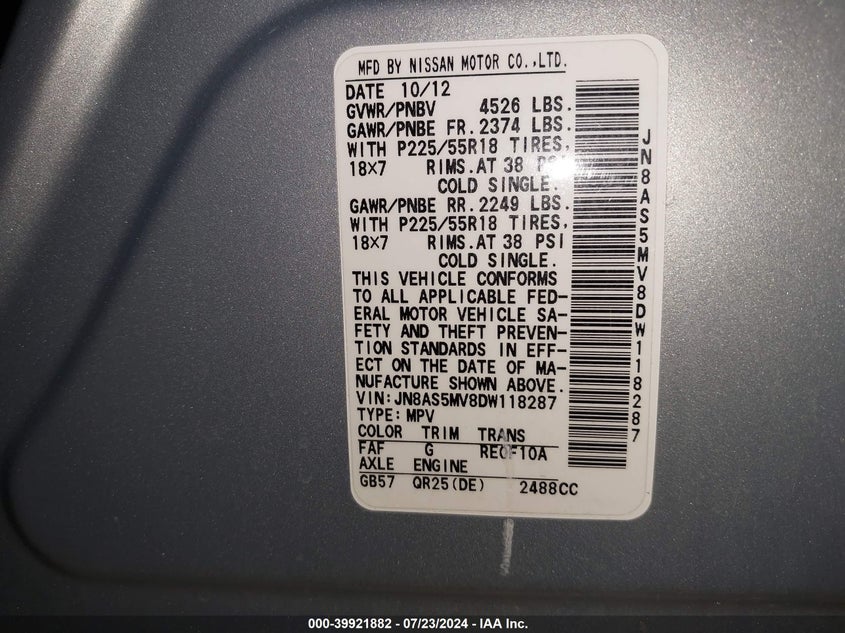 MFD BY NISSAN MOTOR CO.,LTD.
DATE 10/12
GVWR/PNBV 4526 LBS.
GAWR/PNBE FR. 2374 LBS.
WITH P225/55R18 TIRES,
18X7 RIMS. AT 38 PSI
COLD SINGLE.
GAWR/PNBE RR. 2249 LBS.
WITH P225/55R18 TIRES,
18X7 RIMS. AT 38 PSI
COLD SINGLE.
THIS VEHICLE CONFORMS
TO ALL APPLICABLE FED-
ERAL MOTOR VEHICLE SA-
FETY AND THEFT PREVEN-
TION STANDARDS IN EFF-
ECT ON THE DATE OF MA-
NUFACTURE SHOWN ABOVE.
VIN:JN8AS5MV8DW118287
TYPE:MPV
COLOR TRIM TRANS
FAF G RE0F10A
AXLE ENGINE
GB57 QR25(DE) 2488CC
JN8AS5MV8DW118287
000-39921882 - 07/23/2024 - IAA Inc.